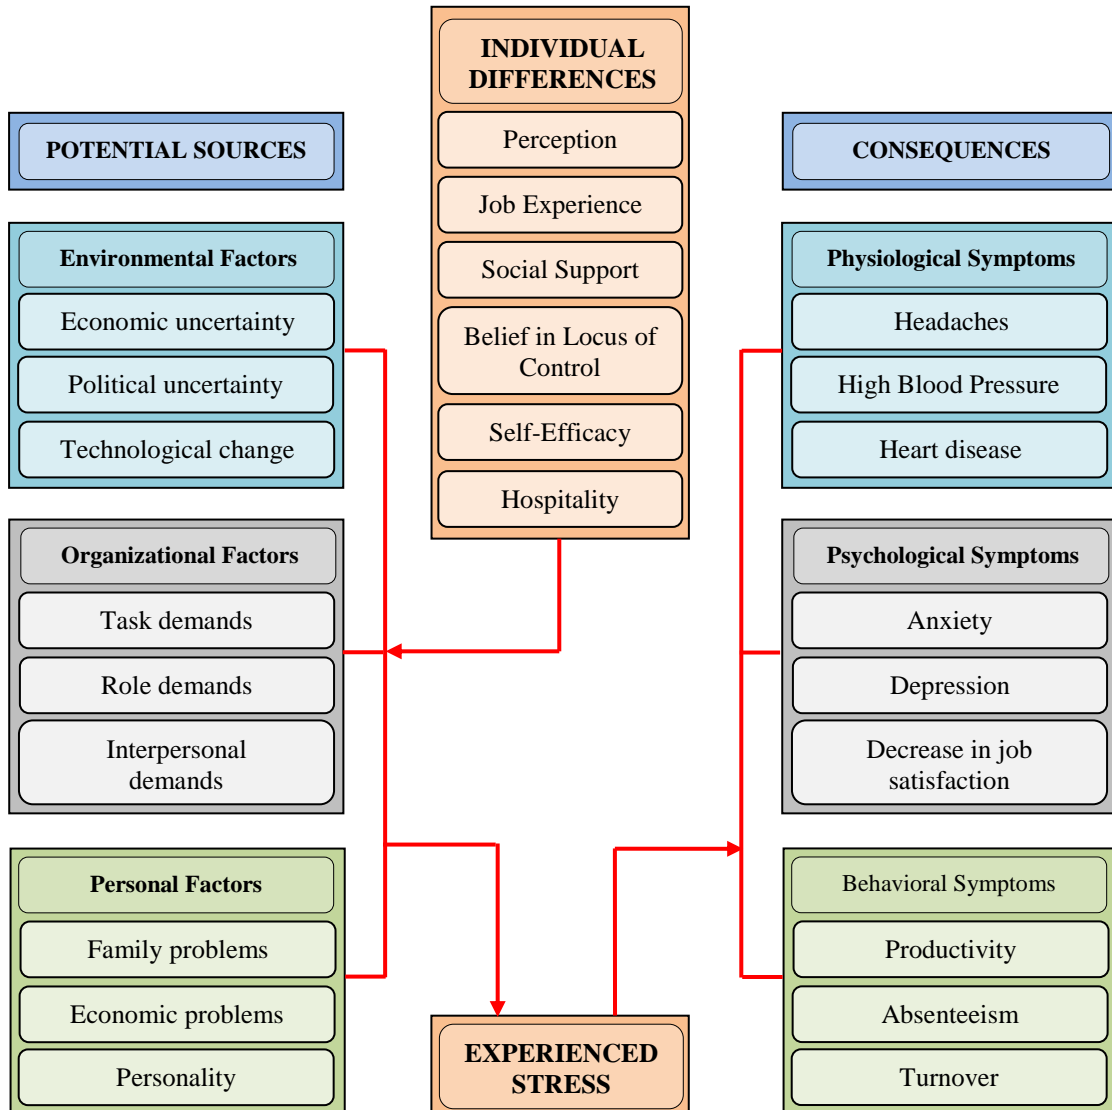 INDIVIDUAL
DIFFERENCES
Perception
Job Experience
Social Support
Belief in Locus of
Control
Self-Efficacy
Hospitality
POTENTIAL SOURCES
Environmental Factors
Economic uncertainty
Political uncertainty
Technological change
Organizational Factors
Task demands
Role demands
Interpersonal
demands
Personal Factors
Family problems
Economic problems
Personality
EXPERIENCED
STRESS
CONSEQUENCES
Physiological Symptoms
Headaches
High Blood Pressure
Heart disease
Psychological Symptoms
Anxiety
Depression
Decrease in job
satisfaction
Behavioral Symptoms
Productivity
Absenteeism
Turnover